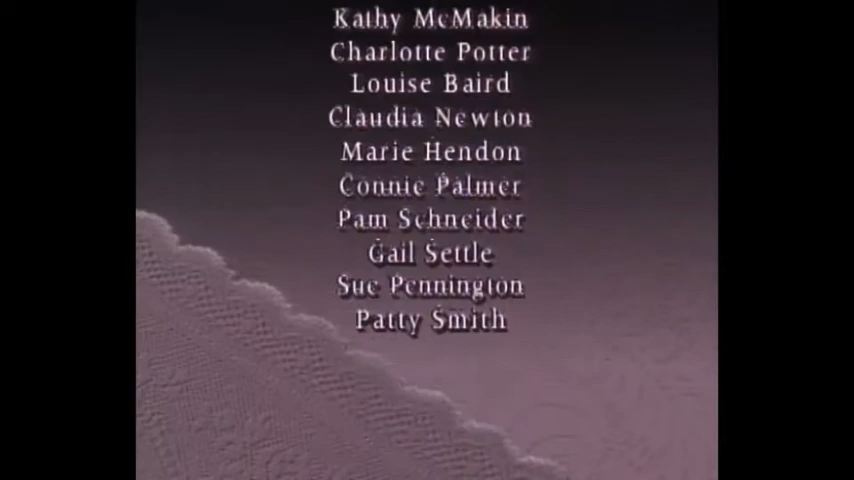 Kathy McMakin
Charlotte Potter
Louise Baird
Claudia Newton
Marie Hendon
Connie Palmer
Pam Schneider
Gail Settle
Sue Pennington
Patty Smith